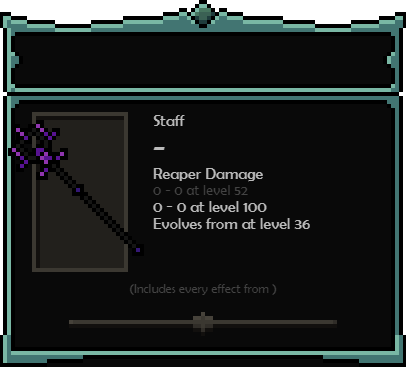 Staff
–
Reaper Damage
0 - 0 at level 52
0 - 0 at level 100
Evolves from at level 36
(Includes every effect from )